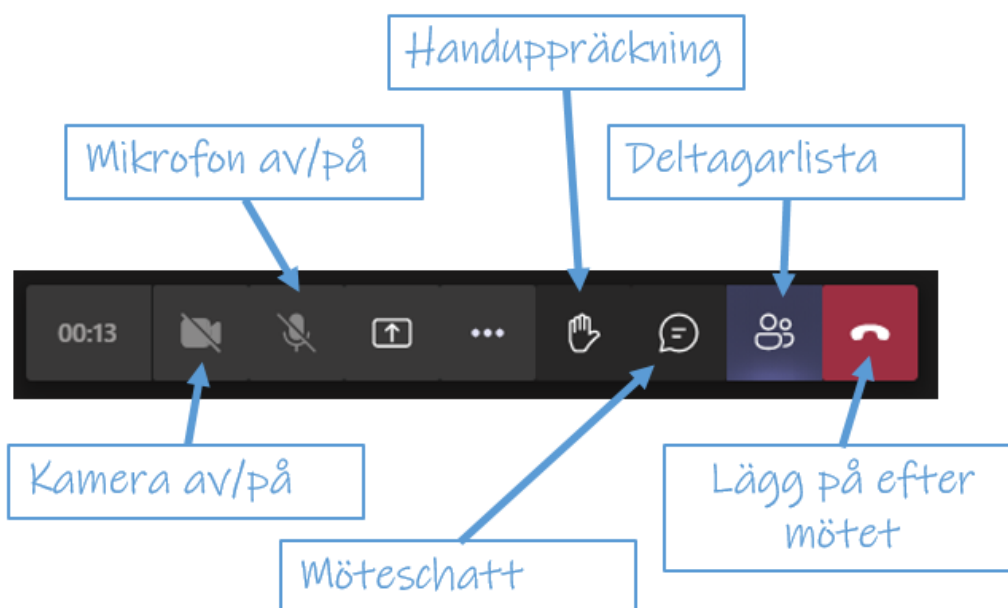 Handuppräckning
Mikrofon av/på
Deltagarlista
00:13
Kamera av/på
Lägg på efter
mötet
Möteschatt